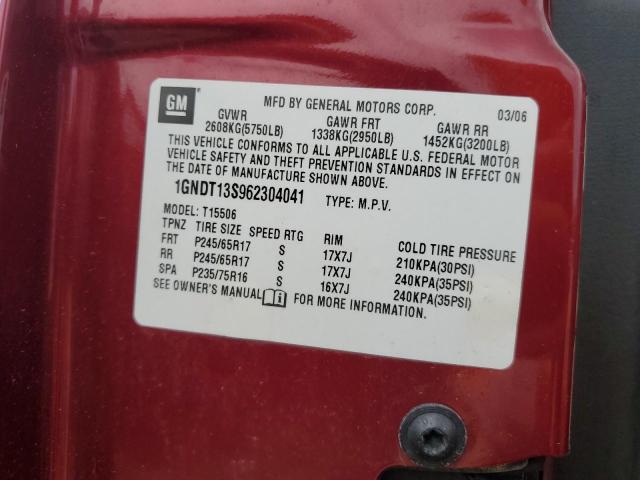 GM
MFD BY GENERAL MOTORS CORP. 03/06
GVWR GAWR FRT GAWR RR
2608KG(5750LB) 1338KG(2950LB) 1452KG(3200LB)
THIS VEHICLE CONFORMS TO ALL APPLICABLE U.S. FEDERAL MOTOR
VEHICLE SAFETY AND THEFT PREVENTION STANDARDS IN EFFECT ON
THE DATE OF MANUFACTURE SHOWN ABOVE.
1GNDT13S962304041 TYPE: M.P.V.
MODEL: T15506
TPNZ TIRE SIZE SPEED RTG RIM COLD TIRE PRESSURE
FRT P245/65R17 S 17X7J 210KPA(30PSI)
RR P245/65R17 S 17X7J 240KPA(35PSI)
SPA P235/75R16 S 16X7J 240KPA(35PSI)
SEE OWNER'S MANUAL i FOR MORE INFORMATION.